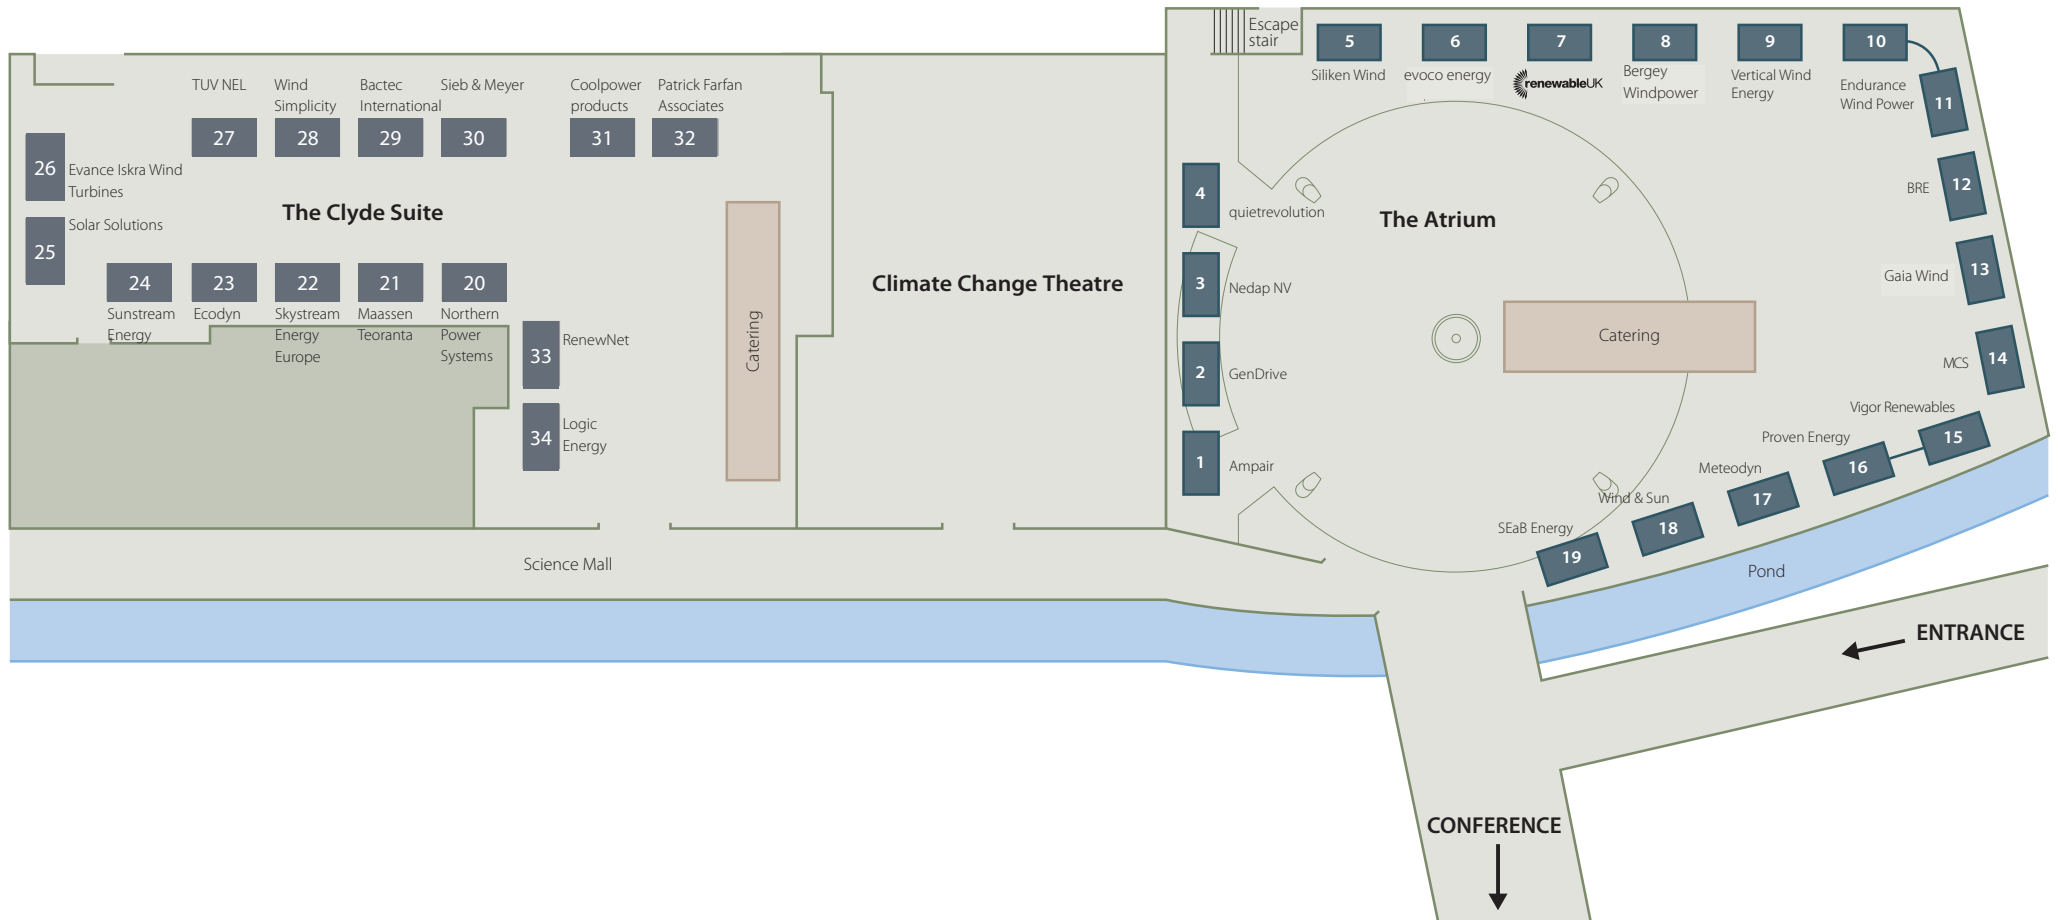 Escape
stair
5
6
7
8
9
10
Siliken Wind
evoco energy
renewableUK
Bergey
Windpower
Vertical Wind
Energy
Endurance
Wind Power
11
TUV NEL
Wind
Simplicity
Bactec
International
Sieb & Meyer
Coolpower
products
Patrick Farfan
Associates
27
28
29
30
31
32
26
Evance Iskra Wind
Turbines
25
Solar Solutions
The Clyde Suite
24
23
22
21
20
Sunstream
Energy
Ecodyn
Skystream
Energy
Europe
Maassen
Teoranta
Northern
Power
Systems
33
RenewNet
34
Logic
Energy
Catering
Climate Change Theatre
4
quietrevolution
3
Nedap NV
2
GenDrive
1
Ampair
The Atrium
Catering
BRE
12
Gaia Wind
13
MCS
14
Vigor Renewables
15
Proven Energy
16
Meteodyn
17
Wind & Sun
18
SEaB Energy
19
Science Mall
Pond
ENTRANCE
CONFERENCE